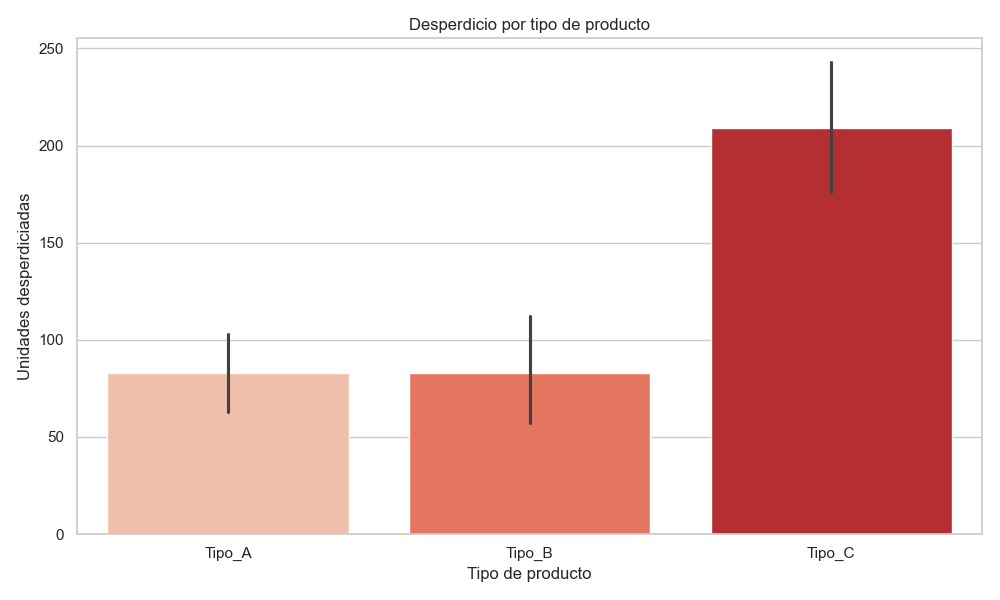 Desperdicio por tipo de producto
250
200
150
100
50
0
Unidades desperdiciadas
Tipo_A
Tipo_B
Tipo_C
Tipo de producto